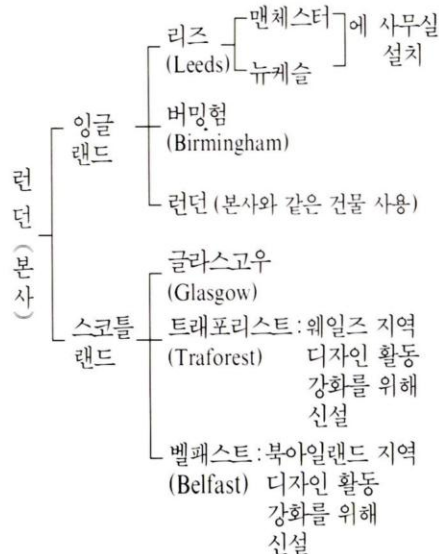 런던(본사)
잉글
랜드
리즈
(Leeds)
맨체스터
뉴케슬
에 사무실
설치
버밍험
(Birmingham)
런던 (본사와 같은 건물 사용)
스코틀
랜드
글라스고우
(Glasgow)
트래포리스트 : 웨일즈 지역
(Traforest) 디자인 활동
강화를 위해
신설
벨패스트 : 북아일랜드 지역
(Belfast) 디자인 활동
강화를 위해
신설